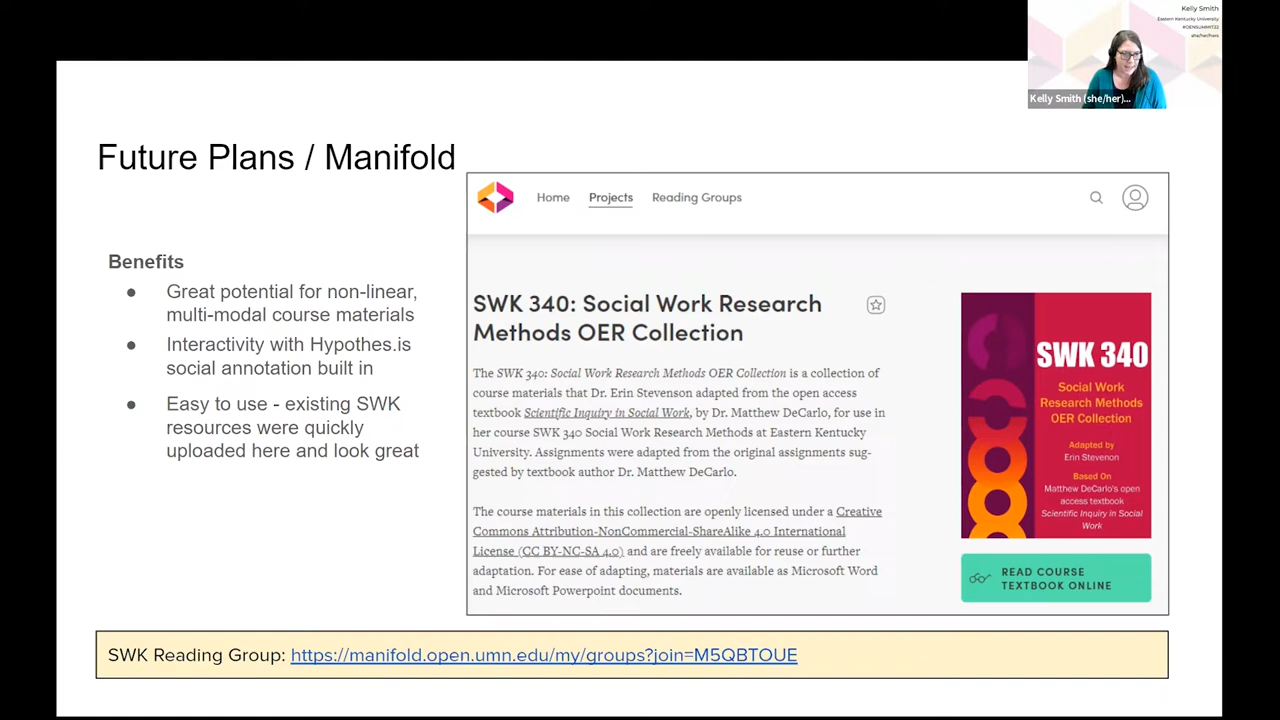 Kelly Smith
Eastern Kentucky University
#OENSUMMIT22
she/her/hers
Kelly Smith (she/her)...
Future Plans / Manifold
Home Projects Reading Groups
Benefits
● Great potential for non-linear,
multi-modal course materials
● Interactivity with Hypothes.is
social annotation built in
● Easy to use - existing SWK
resources were quickly
uploaded here and look great
SWK 340: Social Work Research
Methods OER Collection
The SWK 340: Social Work Research Methods OER Collection is a collection of
course materials that Dr. Erin Stevenson adapted from the open access
textbook Scientific Inquiry in Social Work, by Dr. Matthew DeCarlo, for use in
her course SWK 340 Social Work Research Methods at Eastern Kentucky
University. Assignments were adapted from the original assignments sug-
gested by textbook author Dr. Matthew DeCarlo.
The course materials in this collection are openly licensed under a Creative
Commons Attribution-NonCommercial-ShareAlike 4.0 International
License (CC BY-NC-SA 4.0) and are freely available for reuse or further
adaptation. For ease of adapting, materials are available as Microsoft Word
and Microsoft Powerpoint documents.
SWK 340
Social Work
Research Methods
OER Collection
Adapted by
Erin Stevenon
Based On
Matthew DeCarlo's open
access textbook
Scientific Inquiry in Social
Work
READ COURSE
TEXTBOOK ONLINE
SWK Reading Group: https://manifold.open.umn.edu/my/groups?join=M5QBTOUE